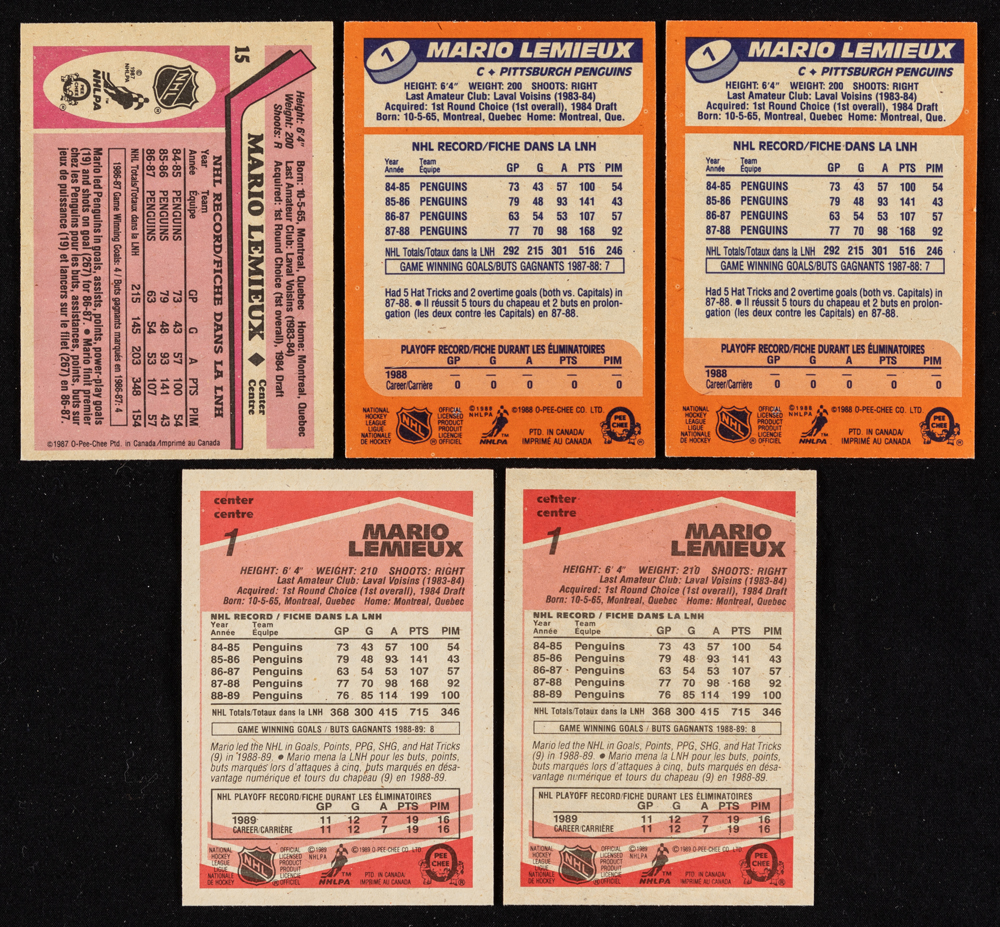 15
MARIO LEMIEUX ◆ Center
Centre
Height: 6'4" Born: 10-5-65, Montreal, Quebec Home: Montreal, Quebec
Weight: 200 Last Amateur Club: Laval Voisins (1983-84)
Shoots: R Acquired: 1st Round Choice (1st overall), 1984 Draft
NHL RECORD/FICHE DANS LA LNH
Year Team
Année Équipe GP G A PTS PIM
84-85 PENGUINS 73 43 57 100 54
85-86 PENGUINS 79 48 93 141 43
86-87 PENGUINS 63 54 53 107 57
NHL Totals/Totaux dans la LNH 215 145 203 348 154
1986-87 Game Winning Goals: 4 / Buts gagnants marqués en 1986-87: 4
Mario led Penguins in goals, assists, points, power-play goals
(19) and shots on goal (267) for 86-87. ● Mario finit premier
chez les Penguins pour les buts, assistances, points, buts sur
jeux de puissance (19) et lancers sur le filet (267) en 86-87.
NHL
© 1987
NHLPA
NHLPA
O-PEE-CHEE
©1987 O-Pee-Chee Ptd. in Canada/Imprimé au Canada
1
MARIO LEMIEUX
C ✦ PITTSBURGH PENGUINS
HEIGHT: 6'4" WEIGHT: 200 SHOOTS: RIGHT
Last Amateur Club: Laval Voisins (1983-84)
Acquired: 1st Round Choice (1st overall), 1984 Draft
Born: 10-5-65, Montreal, Quebec Home: Montreal, Que.
NHL RECORD/FICHE DANS LA LNH
Year Team
Année Équipe GP G A PTS PIM
84-85 PENGUINS 73 43 57 100 54
85-86 PENGUINS 79 48 93 141 43
86-87 PENGUINS 63 54 53 107 57
87-88 PENGUINS 77 70 98 168 92
NHL Totals/Totaux dans la LNH 292 215 301 516 246
GAME WINNING GOALS/BUTS GAGNANTS 1987-88: 7
Had 5 Hat Tricks and 2 overtime goals (both vs. Capitals) in
87-88. ● Il réussit 5 tours du chapeau et 2 buts en prolon-
gation (les deux contre les Capitals) en 87-88.
PLAYOFF RECORD/FICHE DURANT LES ÉLIMINATOIRES
GP G A PTS PIM
1988 – – – – –
Career/Carrière 0 0 0 0 0
NATIONAL HOCKEY LEAGUE LIGUE NATIONALE DE HOCKEY
NHL
OFFICIAL LICENSED PRODUCT PRODUIT LICENCIÉ OFFICIEL
©1988 NHLPA
NHLPA™
©1988 O-PEE-CHEE CO. LTD.
PTD. IN CANADA/
IMPRIMÉ AU CANADA
O PEE CHEE
1
MARIO LEMIEUX
C ✦ PITTSBURGH PENGUINS
HEIGHT: 6'4" WEIGHT: 200 SHOOTS: RIGHT
Last Amateur Club: Laval Voisins (1983-84)
Acquired: 1st Round Choice (1st overall), 1984 Draft
Born: 10-5-65, Montreal, Quebec Home: Montreal, Que.
NHL RECORD/FICHE DANS LA LNH
Year Team
Année Équipe GP G A PTS PIM
84-85 PENGUINS 73 43 57 100 54
85-86 PENGUINS 79 48 93 141 43
86-87 PENGUINS 63 54 53 107 57
87-88 PENGUINS 77 70 98 168 92
NHL Totals/Totaux dans la LNH 292 215 301 516 246
GAME WINNING GOALS/BUTS GAGNANTS 1987-88: 7
Had 5 Hat Tricks and 2 overtime goals (both vs. Capitals) in
87-88. ● Il réussit 5 tours du chapeau et 2 buts en prolon-
gation (les deux contre les Capitals) en 87-88.
PLAYOFF RECORD/FICHE DURANT LES ÉLIMINATOIRES
GP G A PTS PIM
1988 – – – – –
Career/Carrière 0 0 0 0 0
NATIONAL HOCKEY LEAGUE LIGUE NATIONALE DE HOCKEY
NHL
OFFICIAL LICENSED PRODUCT PRODUIT LICENCIÉ OFFICIEL
©1988 NHLPA
NHLPA™
©1988 O-PEE-CHEE CO. LTD.
PTD. IN CANADA/
IMPRIMÉ AU CANADA
O PEE CHEE
center
centre
1
MARIO
LEMIEUX
HEIGHT: 6' 4" WEIGHT: 210 SHOOTS: RIGHT
Last Amateur Club: Laval Voisins (1983-84)
Acquired: 1st Round Choice (1st overall), 1984 Draft
Born: 10-5-65, Montreal, Quebec Home: Montreal, Quebec
NHL RECORD / FICHE DANS LA LNH
Year Team
Année Équipe GP G A PTS PIM
84-85 Penguins 73 43 57 100 54
85-86 Penguins 79 48 93 141 43
86-87 Penguins 63 54 53 107 57
87-88 Penguins 77 70 98 168 92
88-89 Penguins 76 85 114 199 100
NHL Totals/Totaux dans la LNH 368 300 415 715 346
GAME WINNING GOALS / BUTS GAGNANTS 1988-89: 8
Mario led the NHL in Goals, Points, PPG, SHG, and Hat Tricks
(9) in 1988-89. ● Mario mena la LNH pour les buts, points,
buts marqués lors d'attaques à cinq, buts marqués en désa-
vantage numérique et tours du chapeau (9) en 1988-89.
NHL PLAYOFF RECORD/FICHE DURANT LES ÉLIMINATOIRES
GP G A PTS PIM
1989 11 12 7 19 16
CAREER/CARRIÈRE 11 12 7 19 16
NATIONAL HOCKEY LEAGUE LIGUE NATIONALE DE HOCKEY
NHL
OFFICIAL LICENSED PRODUCT PRODUIT LICENCIÉ OFFICIEL
©1989 NHLPA
NHLPA™
©1989 O-PEE-CHEE CO. LTD.
PTD. IN CANADA
IMPRIMÉ AU CANADA
O PEE CHEE
center
centre
1
MARIO
LEMIEUX
HEIGHT: 6' 4" WEIGHT: 210 SHOOTS: RIGHT
Last Amateur Club: Laval Voisins (1983-84)
Acquired: 1st Round Choice (1st overall), 1984 Draft
Born: 10-5-65, Montreal, Quebec Home: Montreal, Quebec
NHL RECORD / FICHE DANS LA LNH
Year Team
Année Équipe GP G A PTS PIM
84-85 Penguins 73 43 57 100 54
85-86 Penguins 79 48 93 141 43
86-87 Penguins 63 54 53 107 57
87-88 Penguins 77 70 98 168 92
88-89 Penguins 76 85 114 199 100
NHL Totals/Totaux dans la LNH 368 300 415 715 346
GAME WINNING GOALS / BUTS GAGNANTS 1988-89: 8
Mario led the NHL in Goals, Points, PPG, SHG, and Hat Tricks
(9) in 1988-89. ● Mario mena la LNH pour les buts, points,
buts marqués lors d'attaques à cinq, buts marqués en désa-
vantage numérique et tours du chapeau (9) en 1988-89.
NHL PLAYOFF RECORD/FICHE DURANT LES ÉLIMINATOIRES
GP G A PTS PIM
1989 11 12 7 19 16
CAREER/CARRIÈRE 11 12 7 19 16
NATIONAL HOCKEY LEAGUE LIGUE NATIONALE DE HOCKEY
NHL
OFFICIAL LICENSED PRODUCT PRODUIT LICENCIÉ OFFICIEL
©1989 NHLPA
NHLPA™
©1989 O-PEE-CHEE CO. LTD.
PTD. IN CANADA
IMPRIMÉ AU CANADA
O PEE CHEE